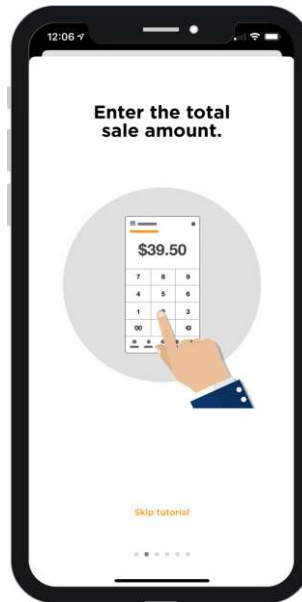 12:06
Enter the total
sale amount.
$39.50
7 8 9
4 5 6
1 3
00
Skip tutorial